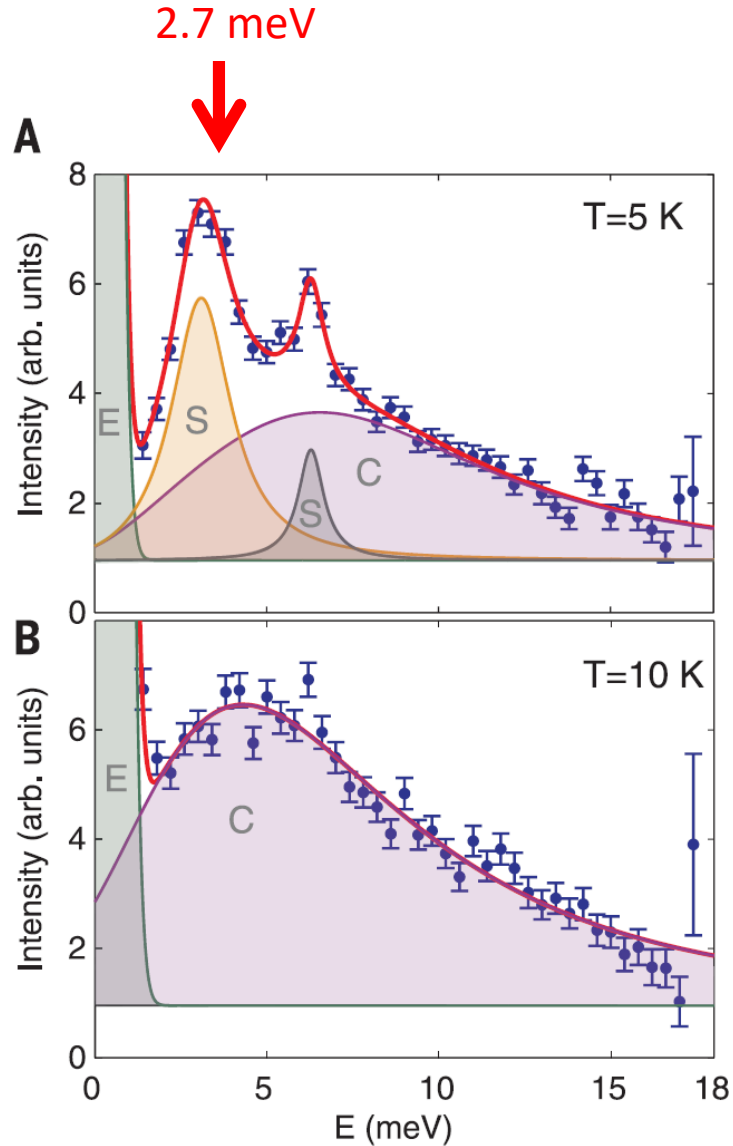 2.7 meV
A
8
6
4
2
0
Intensity (arb. units)
T=5 K
E
S
C
S
B
6
4
2
0
Intensity (arb. units)
T=10 K
E
C
0
5
10
15
18
E (meV)